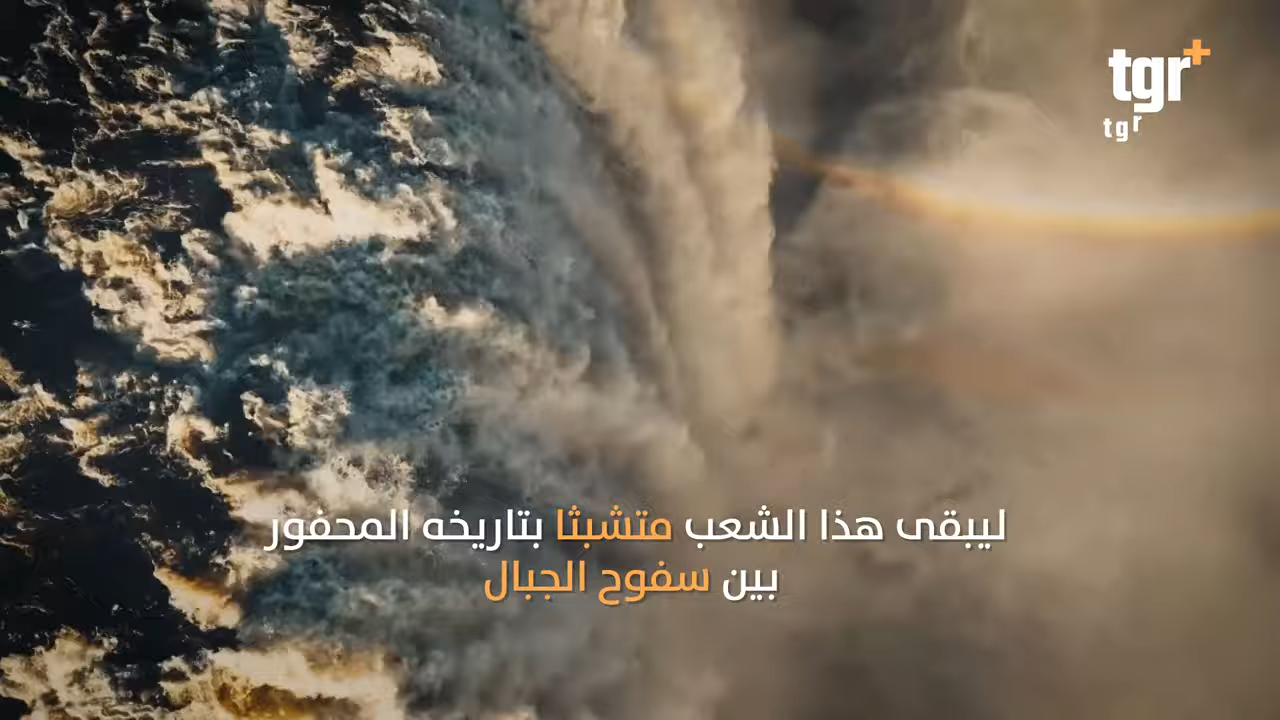 tgr+
tgr
ليبقى هذا الشعب متشبثا بتاريخه المحفور
بين سفوح الجبال